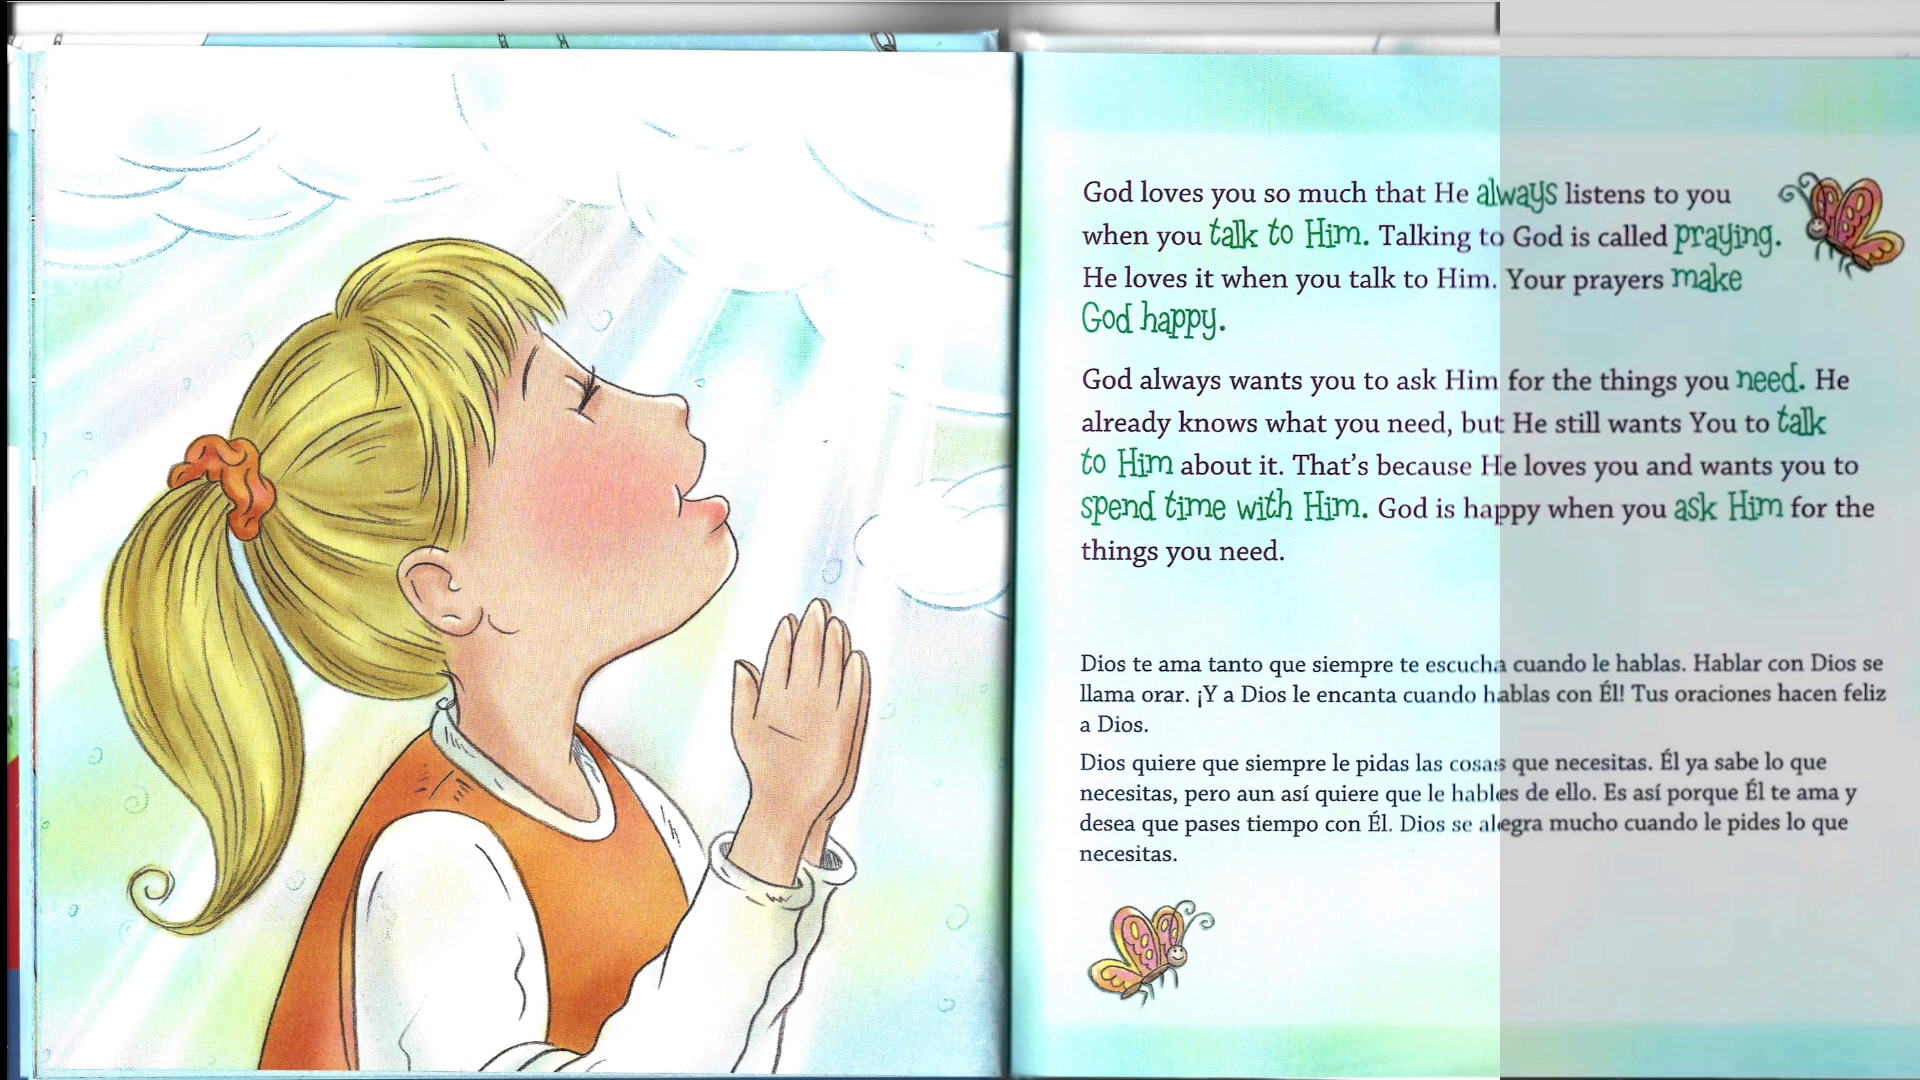 God loves you so much that He always listens to you
when you talk to Him. Talking to God is called praying.
He loves it when you talk to Him. Your prayers make
God happy.
God always wants you to ask Him for the things you need. He
already knows what you need, but He still wants You to talk
to Him about it. That's because He loves you and wants you to
spend time with Him. God is happy when you ask Him for the
things you need.
Dios te ama tanto que siempre te escucha cuando le hablas. Hablar con Dios se
llama orar. ¡Y a Dios le encanta cuando hablas con Él! Tus oraciones hacen feliz
a Dios.
Dios quiere que siempre le pidas las cosas que necesitas. Él ya sabe lo que
necesitas, pero aun así quiere que le hables de ello. Es así porque Él te ama y
desea que pases tiempo con Él. Dios se alegra mucho cuando le pides lo que
necesitas.